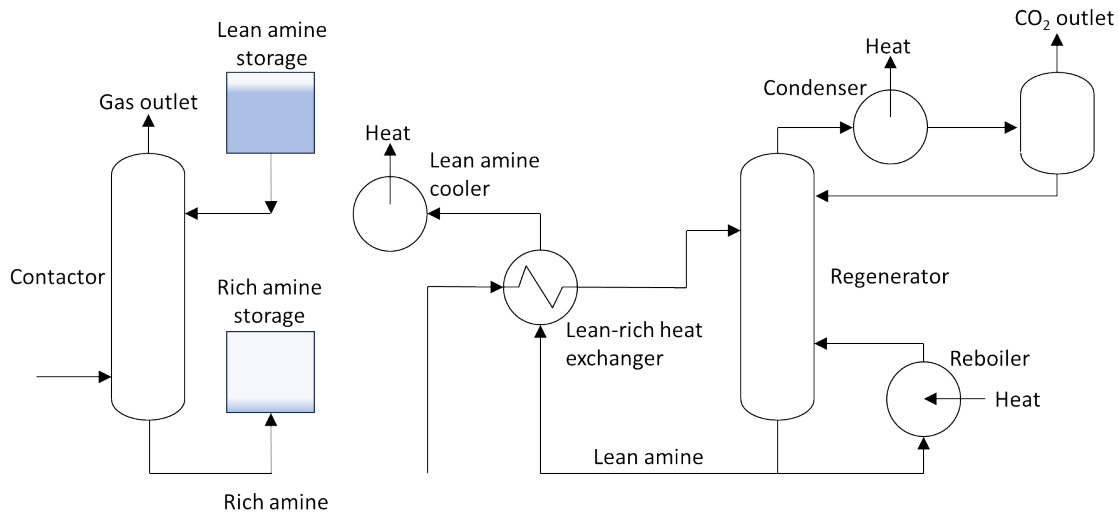 CO₂ outlet
Lean amine
storage
Heat
Condenser
Gas outlet
Heat
Lean amine
cooler
Contactor
Regenerator
Rich amine
storage
Lean-rich heat
exchanger
Reboiler
Heat
Lean amine
Rich amine